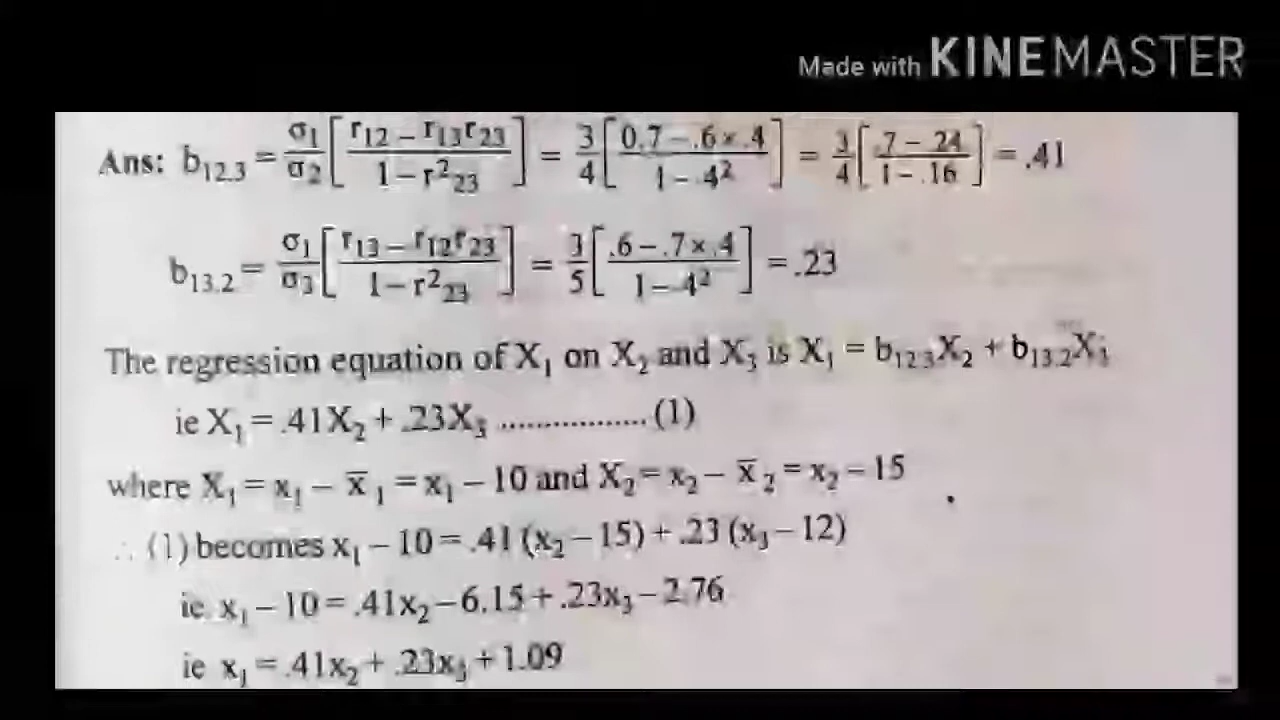 Made with KINEMASTER
Ans: b12.3 = σ1/σ2 [ r12 – r13r23 / 1 – r²23 ] = 3/4 [ 0.7 – .6 × .4 / 1 – .4² ] = 3/4 [ .7 – 24 / 1 – .16 ] = .41
b13.2 = σ1/σ3 [ r13 – r12r23 / 1 – r²23 ] = 3/5 [ .6 – .7 × .4 / 1 – .4² ] = .23
The regression equation of X₁ on X₂ and X₃ is X₁ = b12.3X₂ + b13.2X₃
ie X₁ = .41X₂ + .23X₃ ................. (1)
where X₁ = x₁ – x̄₁ = x₁ – 10 and X₂ = x₂ – x̄₂ = x₂ – 15
∴ (1) becomes x₁ – 10 = .41 (x₂ – 15) + .23 (x₃ – 12)
ie. x₁ – 10 = .41x₂ – 6.15 + .23x₃ – 2.76
ie x₁ = .41x₂ + .23x₃ + 1.09